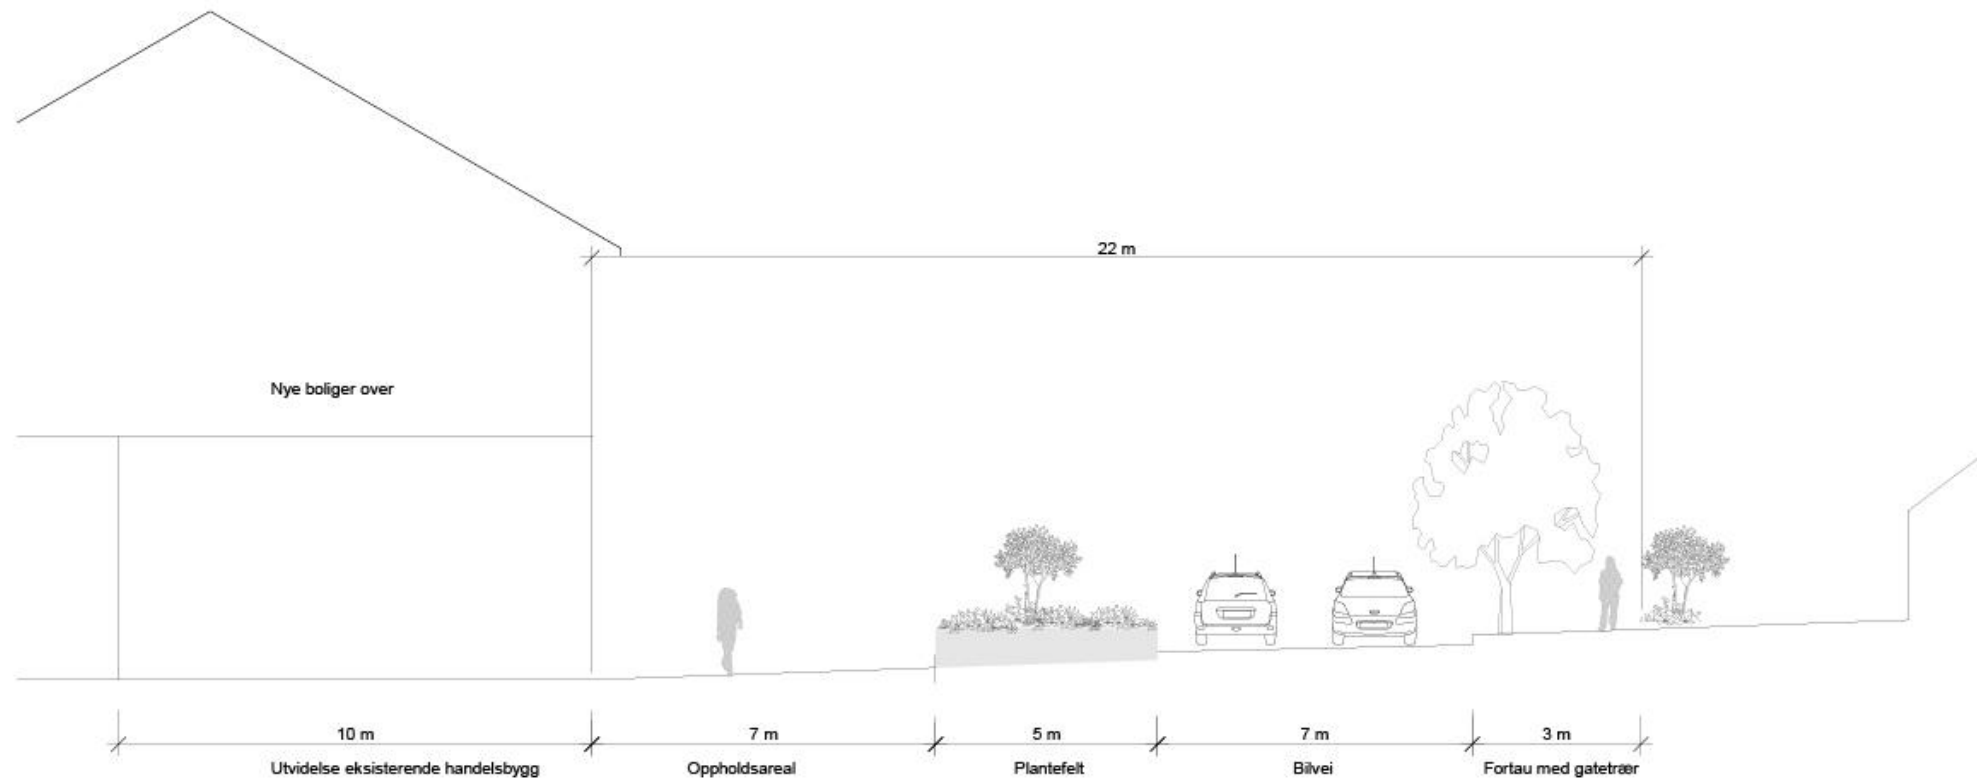 22 m
Nye boliger over
10 m
7 m
5 m
7 m
3 m
Utvidelse eksisterende handelsbygg
Oppholdsareal
Plantefelt
Bilvei
Fortau med gatetrær